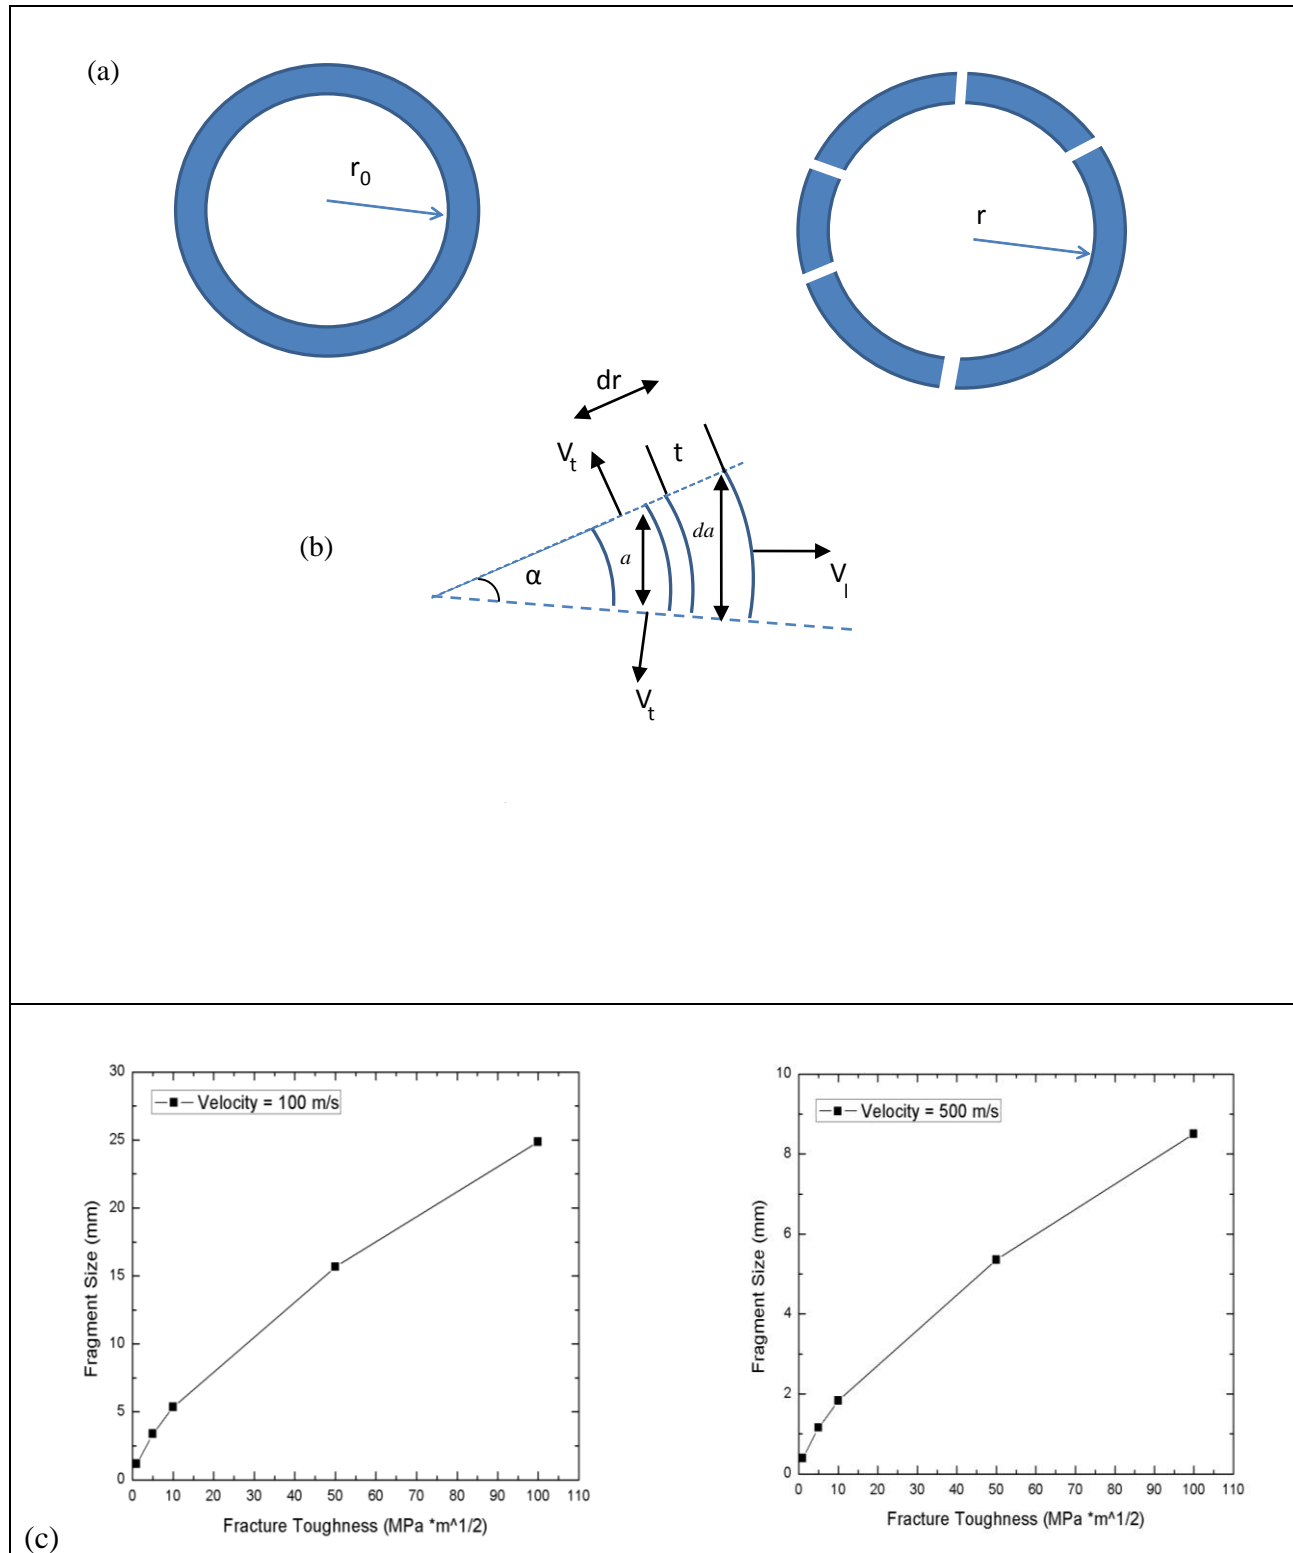 (a)
r0
r
dr
Vt
t
(b)
α
a
da
Vl
Vt
30
25
20
15
10
5
0
Velocity = 100 m/s
Fragment Size (mm)
0 10 20 30 40 50 60 70 80 90 100 110
Fracture Toughness (MPa *m^1/2)
10
8
6
4
2
0
Velocity = 500 m/s
Fragment Size (mm)
0 10 20 30 40 50 60 70 80 90 100 110
Fracture Toughness (MPa *m^1/2)
(c)